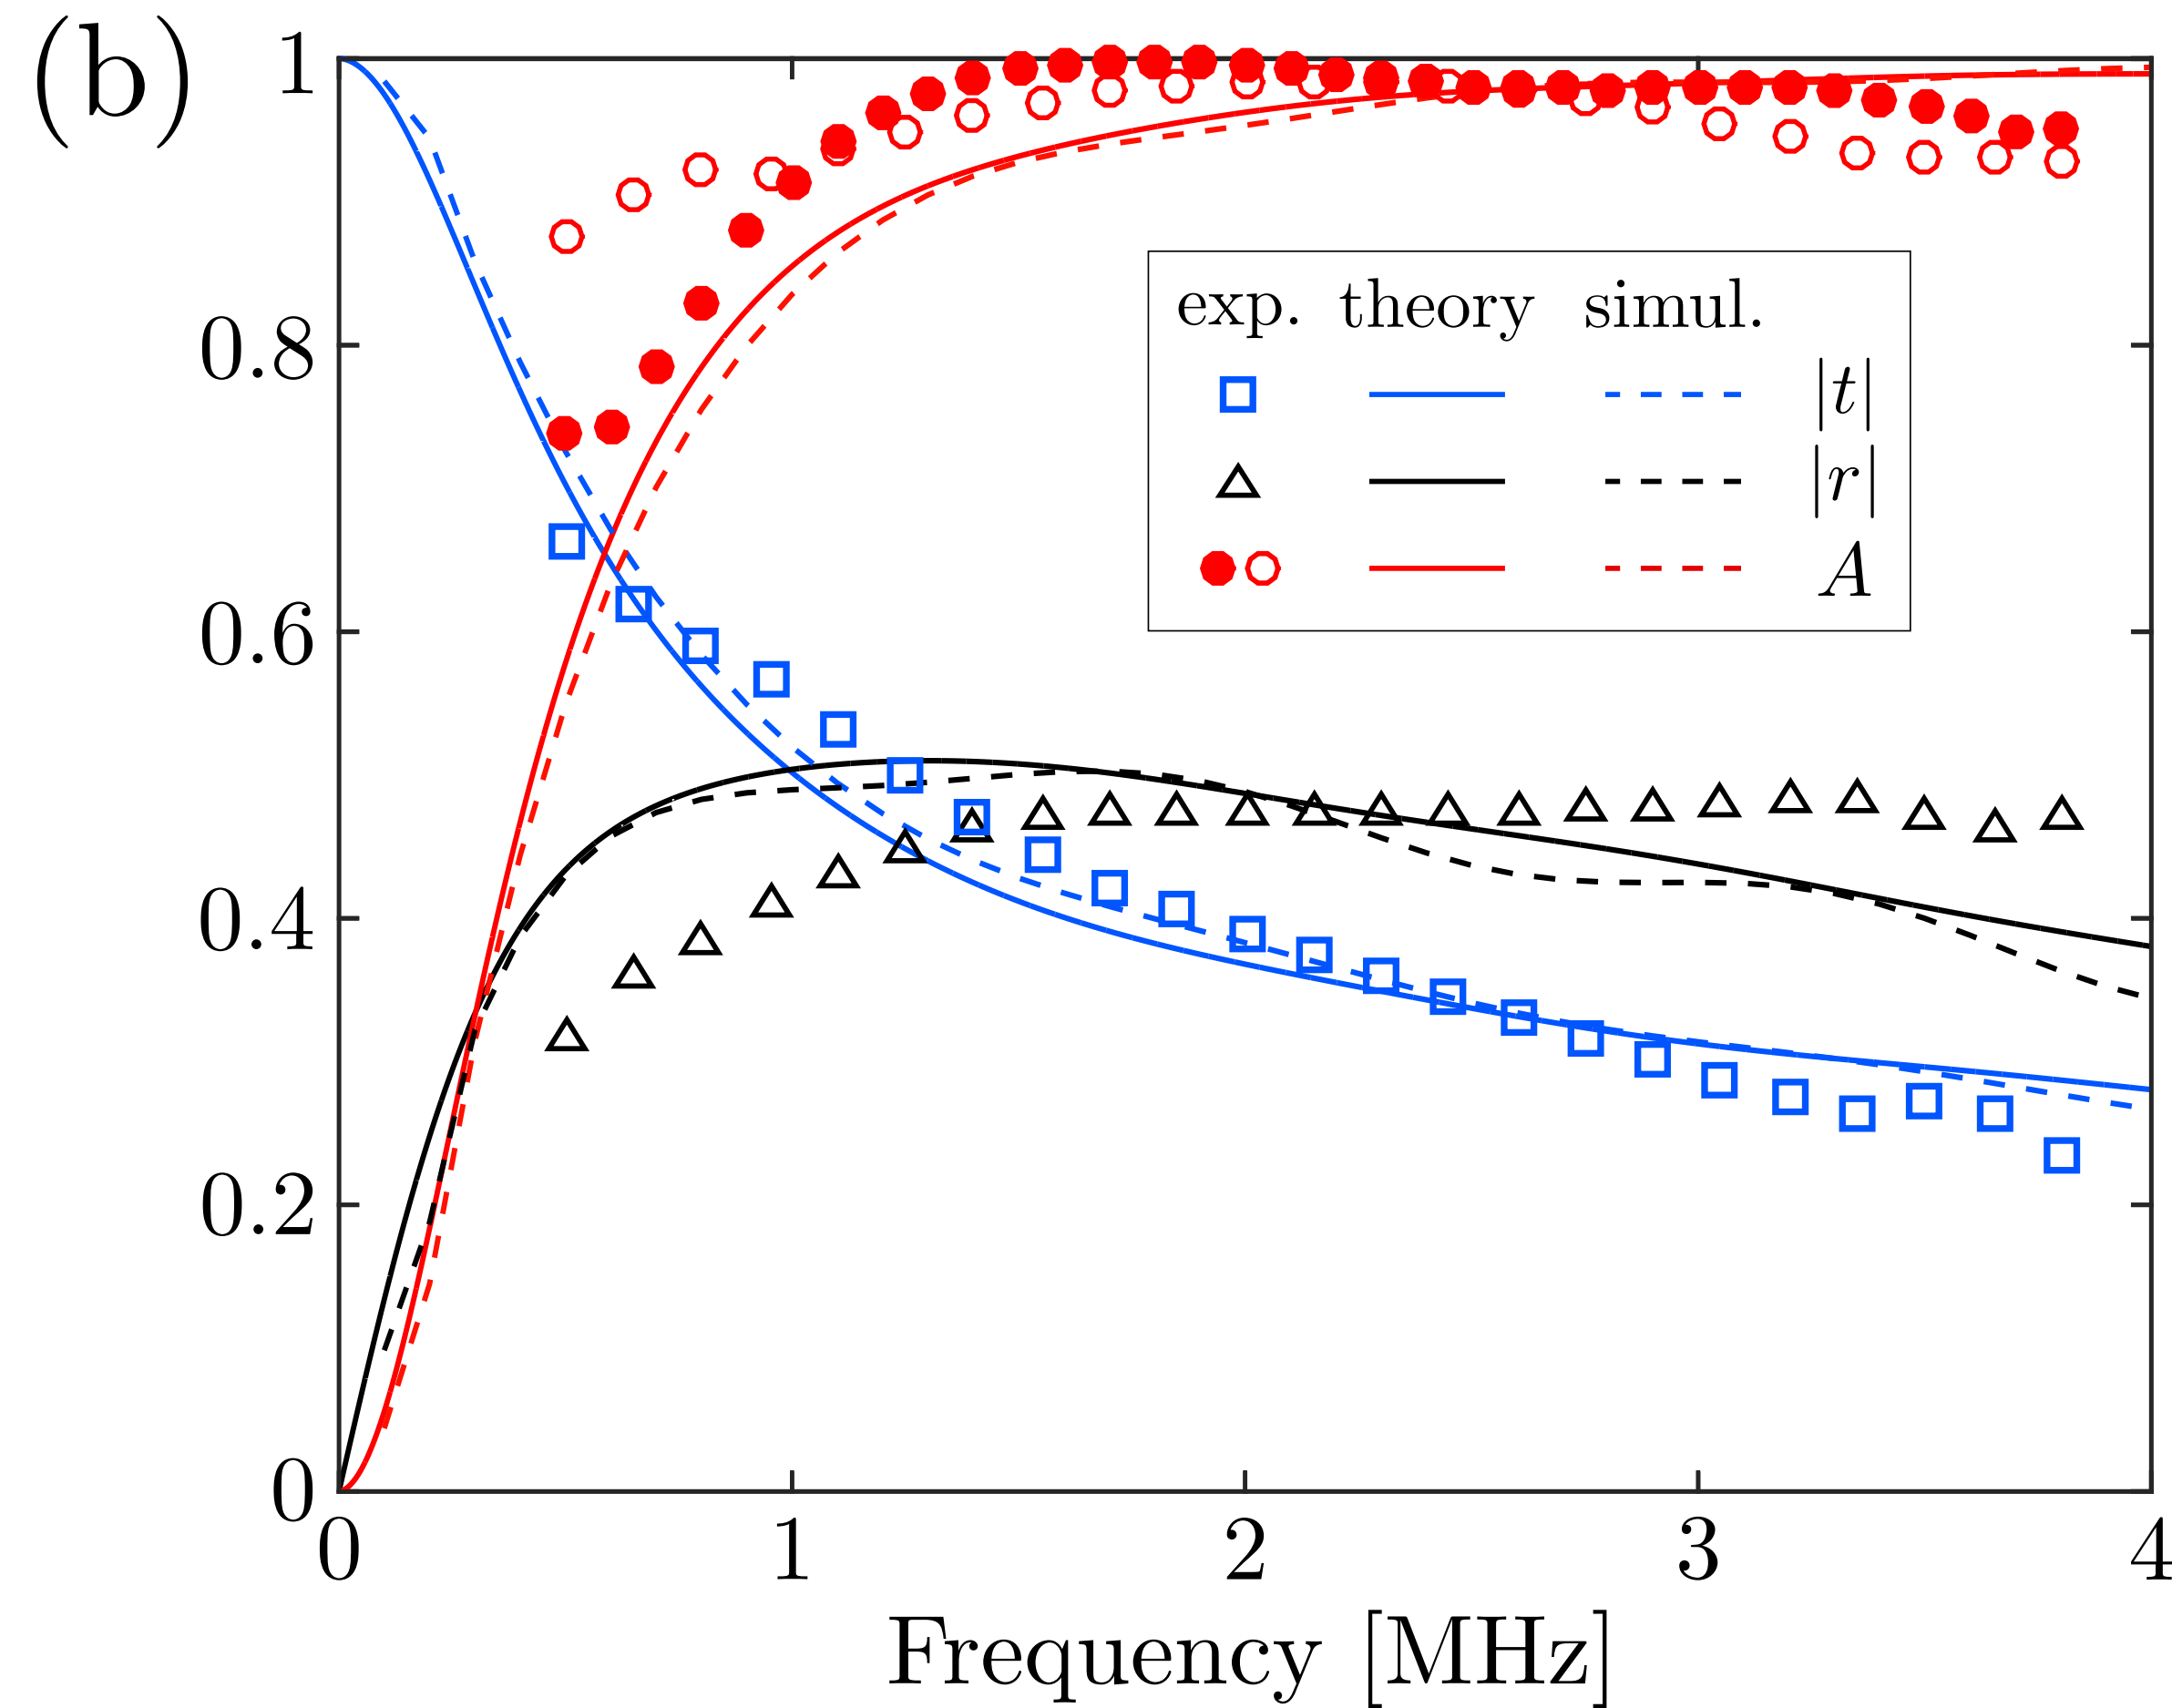 (b)
1
0.8
0.6
0.4
0.2
0
exp. theory simul.
|t|
|r|
A
0 1 2 3 4
Frequency [MHz]